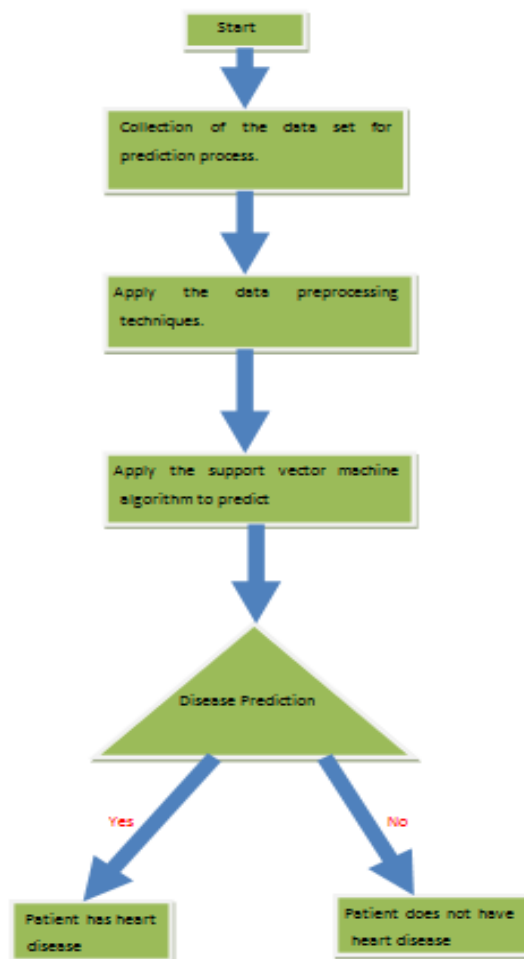 Start
Collection of the data set for
prediction process.
Apply the data preprocessing
techniques.
Apply the support vector machine
algorithm to predict
Disease Prediction
Yes
No
Patient has heart
disease
Patient does not have
heart disease